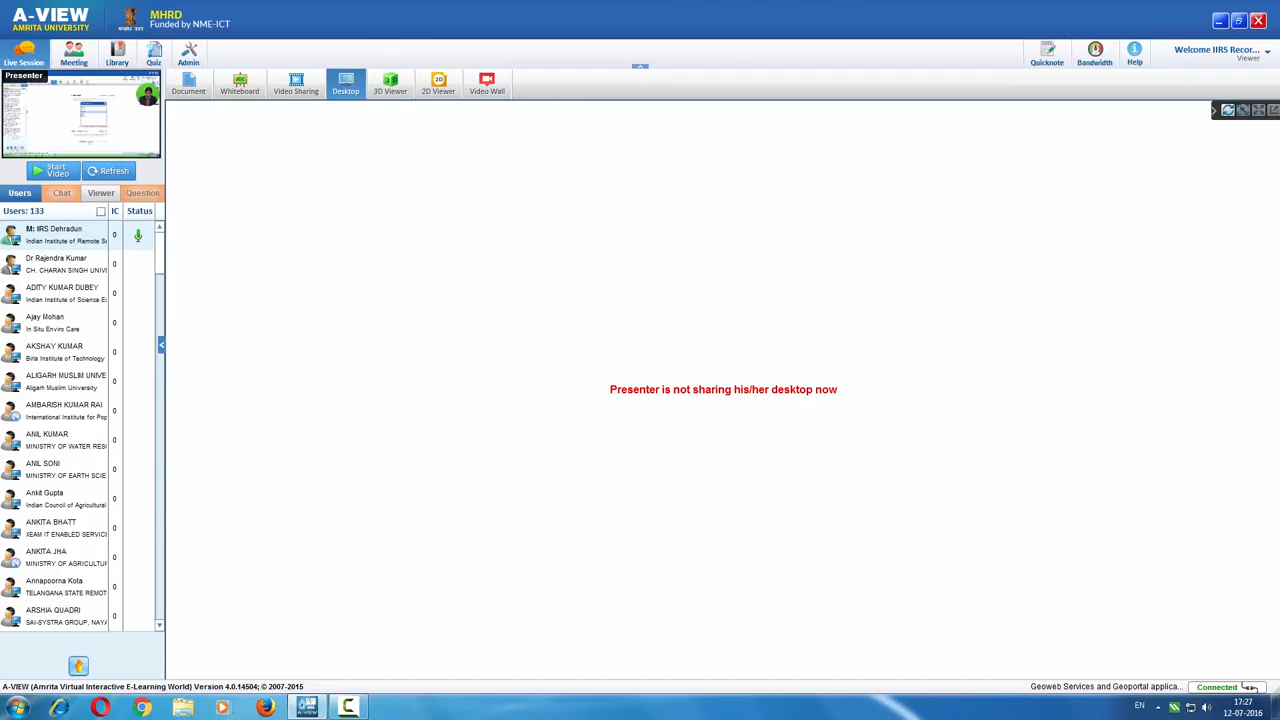 A-VIEW
AMRITA UNIVERSITY
MHRD
Funded by NME-ICT
Live Session
Meeting
Library
Quiz
Admin
Quicknote
Bandwidth
Help
Welcome IIRS Recor...
Viewer
Presenter
Document
Whiteboard
Video Sharing
Desktop
3D Viewer
2D Viewer
Video Wall
Start Video
Refresh
Users
Chat
Viewer
Question
Users: 133
IC
Status
M: IIRS Dehradun
Indian Institute of Remote Se
0
Dr Rajendra Kumar
CH. CHARAN SINGH UNIVE
0
ADITY KUMAR DUBEY
Indian Institute of Science Ec
0
Ajay Mohan
In Situ Enviro Care
0
AKSHAY KUMAR
Birla Institute of Technology
0
ALIGARH MUSLIM UNIVE
Aligarh Muslim University
0
AMBARISH KUMAR RAI
International Institute for Pop
0
ANIL KUMAR
MINISTRY OF WATER RES
0
ANIL SONI
MINISTRY OF EARTH SCIE
0
Ankit Gupta
Indian Council of Agricultural
0
ANKITA BHATT
XEAM IT ENABLED SERVIC
0
ANKITA JHA
MINISTRY OF AGRICULTUR
0
Annapoorna Kota
TELANGANA STATE REMOT
0
ARSHIA QUADRI
SAI-SYSTRA GROUP, NAYA
0
Presenter is not sharing his/her desktop now
A-VIEW (Amrita Virtual Interactive E-Learning World) Version 4.0.14504; © 2007-2015
Geoweb Services and Geoportal applica...
Connected
EN
17:27
12-07-2016